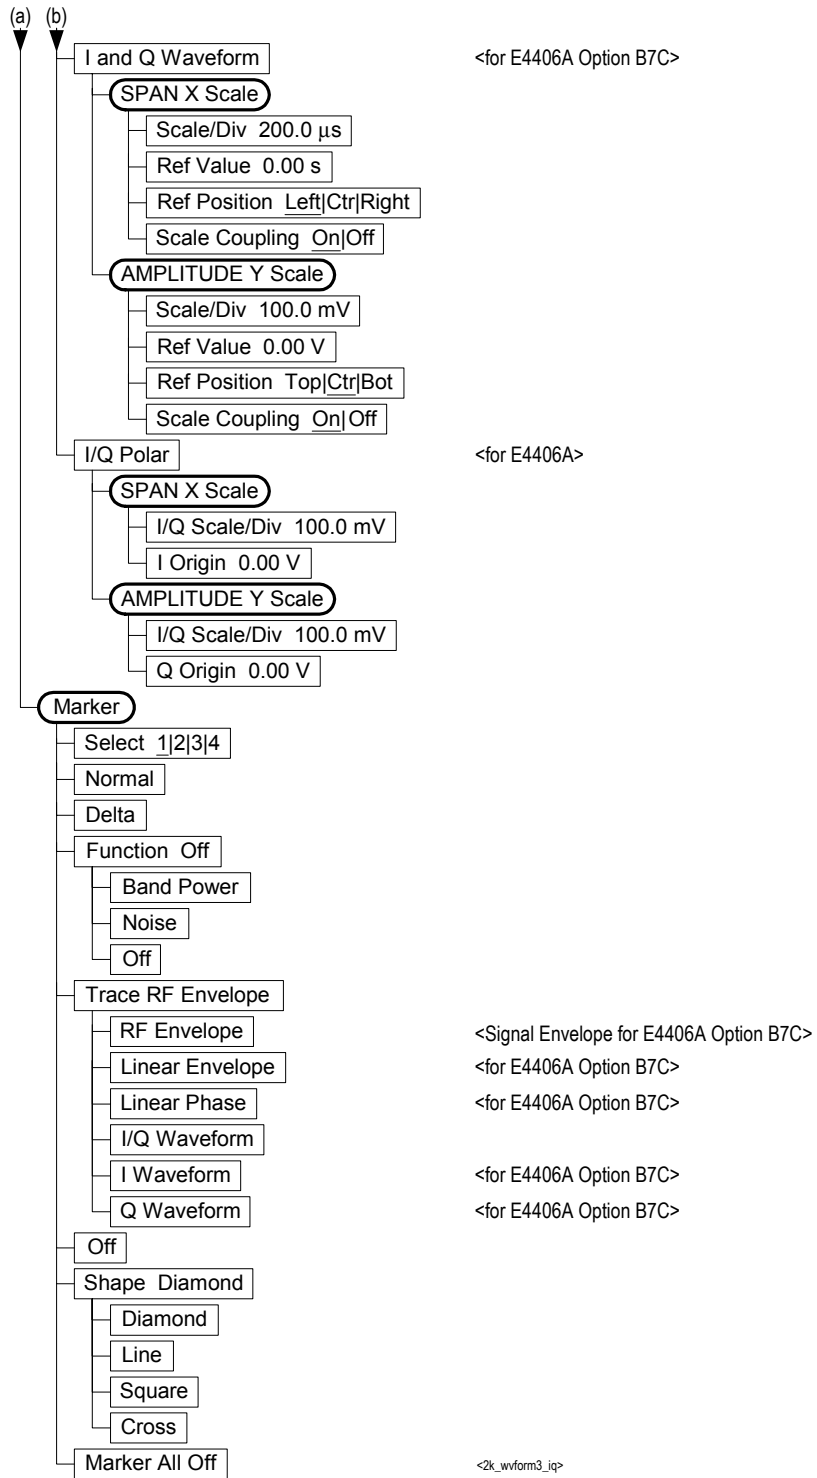 (a) (b)
I and Q Waveform <for E4406A Option B7C>
SPAN X Scale
Scale/Div 200.0 μs
Ref Value 0.00 s
Ref Position Left|Ctr|Right
Scale Coupling On|Off
AMPLITUDE Y Scale
Scale/Div 100.0 mV
Ref Value 0.00 V
Ref Position Top|Ctr|Bot
Scale Coupling On|Off
I/Q Polar <for E4406A>
SPAN X Scale
I/Q Scale/Div 100.0 mV
I Origin 0.00 V
AMPLITUDE Y Scale
I/Q Scale/Div 100.0 mV
Q Origin 0.00 V
Marker
Select 1|2|3|4
Normal
Delta
Function Off
Band Power
Noise
Off
Trace RF Envelope
RF Envelope <Signal Envelope for E4406A Option B7C>
Linear Envelope <for E4406A Option B7C>
Linear Phase <for E4406A Option B7C>
I/Q Waveform
I Waveform <for E4406A Option B7C>
Q Waveform <for E4406A Option B7C>
Off
Shape Diamond
Diamond
Line
Square
Cross
Marker All Off <2k_wvform3_iq>